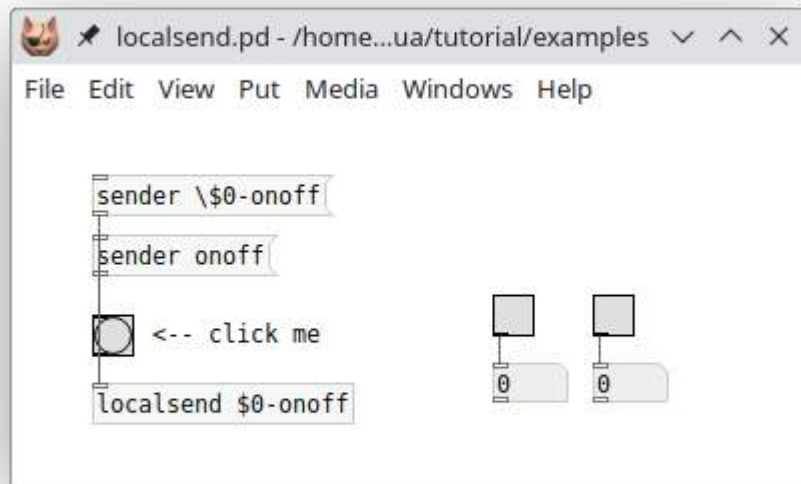 localsend.pd - /home...ua/tutorial/examples
File Edit View Put Media Windows Help
sender \$0-onoff
sender onoff
<-- click me
localsend $0-onoff
0 0